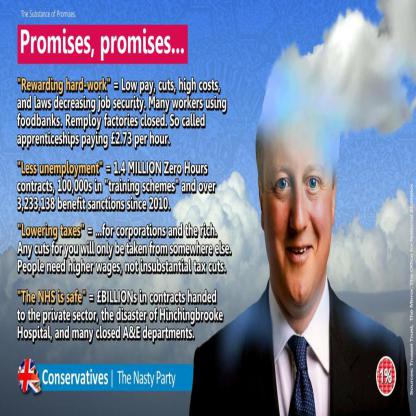 The Substance of Promises.
Promises, promises...
"Rewarding hard-work" = Low pay, cuts, high costs,
and laws decreasing job security. Many workers using
foodbanks. Remploy factories closed. So called
apprenticeships paying £2.73 per hour.
"Less unemployment" = 1.4 MILLION Zero Hours
contracts, 100,000s in "training schemes" and over
3,233,138 benefit sanctions since 2010.
"Lowering taxes" = ...for corporations and the rich.
Any cuts for you will only be taken from somewhere else.
People need higher wages, not insubstantial tax cuts.
"The NHS is safe" = £BILLIONs in contracts handed
to the private sector, the disaster of Hinchingbrooke
Hospital, and many closed A&E departments.
Conservatives | The Nasty Party
1%